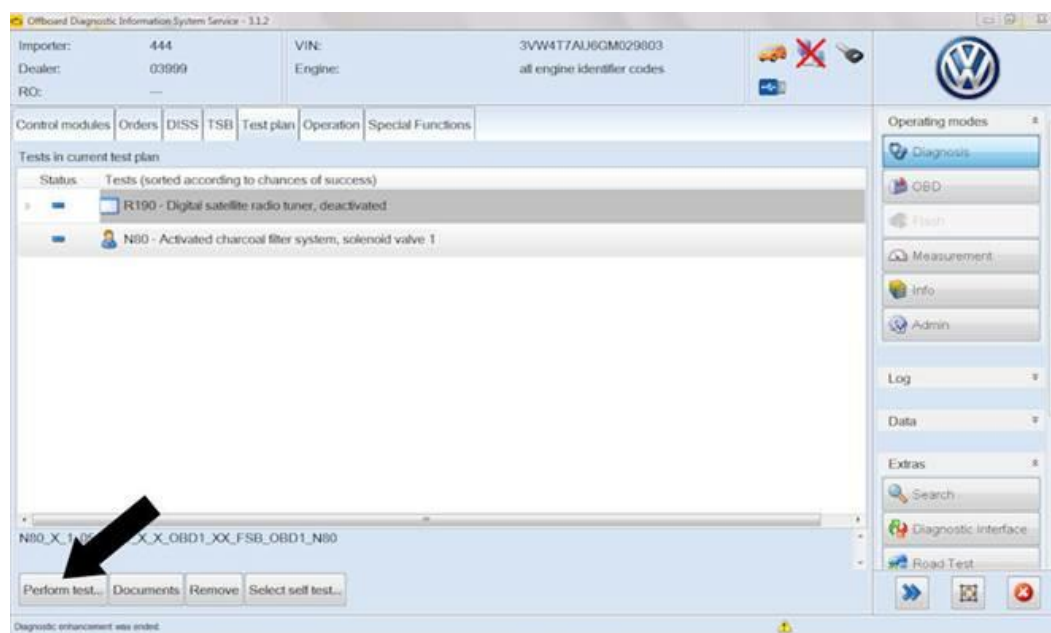 Offboard Diagnostic Information System Service - 3.1.2
Importer: 444 VIN: 3VW4T7AU6GM029803
Dealer: 03999 Engine: all engine identifier codes
RO: ---
Control modules Orders DISS TSB Test plan Operation Special Functions
Tests in current test plan
Status Tests (sorted according to chances of success)
R190 - Digital satellite radio tuner, deactivated
N80 - Activated charcoal filter system, solenoid valve 1
OBD1_XX_FSB_OBD1_N80
Perform test... Documents Remove Select self test...
Diagnostic enhancement was ended.
Operating modes
Diagnosis
OBD
Flash
Measurement
Info
Admin
Log
Data
Extras
Search
Diagnostic Interface
Road Test